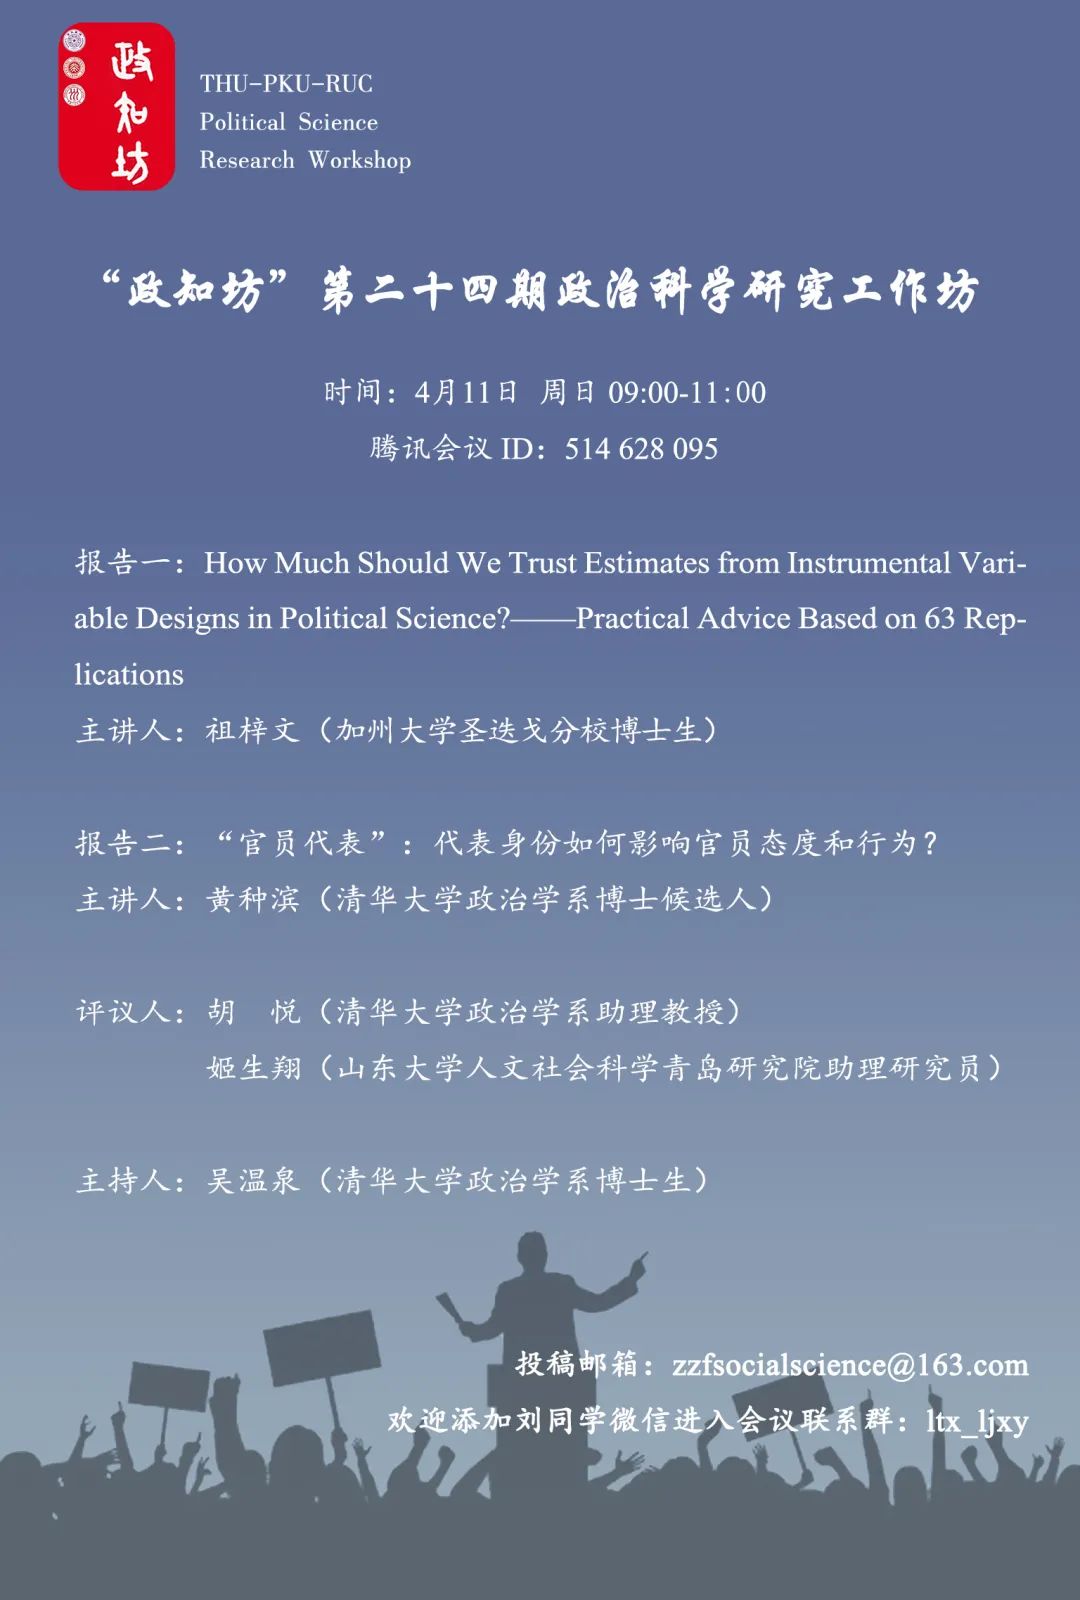 政知坊
THU-PKU-RUC
Political Science
Research Workshop
“政知坊”第二十四期政治科学研究工作坊
时间：4月11日 周日 09:00-11:00
腾讯会议 ID：514 628 095
报告一：How Much Should We Trust Estimates from Instrumental Vari-
able Designs in Political Science?——Practical Advice Based on 63 Rep-
lications
主讲人：祖梓文（加州大学圣迭戈分校博士生）
报告二：“官员代表”：代表身份如何影响官员态度和行为？
主讲人：黄种滨（清华大学政治学系博士候选人）
评议人：胡　悦（清华大学政治学系助理教授）
姬生翔（山东大学人文社会科学青岛研究院助理研究员）
主持人：吴温泉（清华大学政治学系博士生）
投稿邮箱：zzfsocialscience@163.com
欢迎添加刘同学微信进入会议联系群：ltx_ljxy